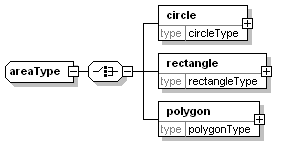 circle
type circleType
areaType
rectangle
type rectangleType
polygon
type polygonType